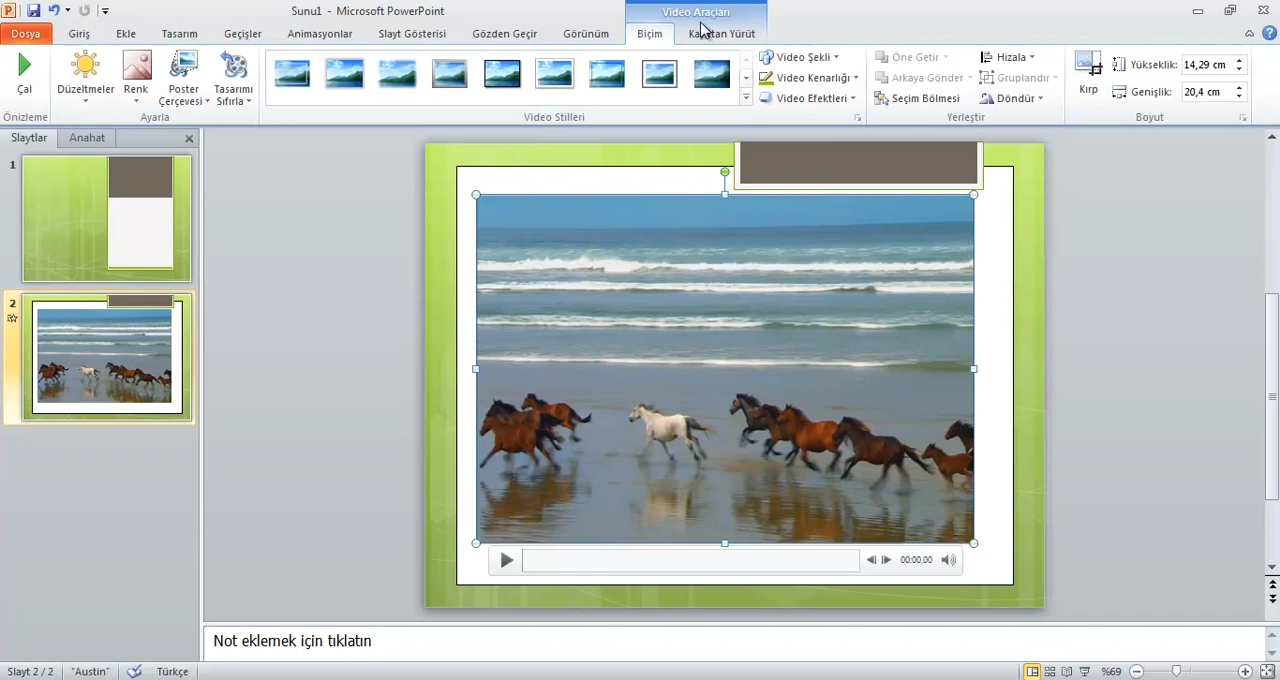 Sunu1 - Microsoft PowerPoint
Video Araçları
Dosya Giriş Ekle Tasarım Geçişler Animasyonlar Slayt Gösterisi Gözden Geçir Görünüm Biçim Kayıttan Yürüt
Çal
Önizleme
Düzeltmeler
Renk
Poster Çerçevesi
Tasarımı Sıfırla
Ayarla
Video Stilleri
Video Şekli
Video Kenarlığı
Video Efektleri
Öne Getir
Arkaya Gönder
Seçim Bölmesi
Hizala
Gruplandır
Döndür
Yerleştir
Kırp
Yükseklik: 14,29 cm
Genişlik: 20,4 cm
Boyut
Slaytlar Anahat
1
2
00:00,00
Not eklemek için tıklatın
Slayt 2 / 2 "Austin" Türkçe %69